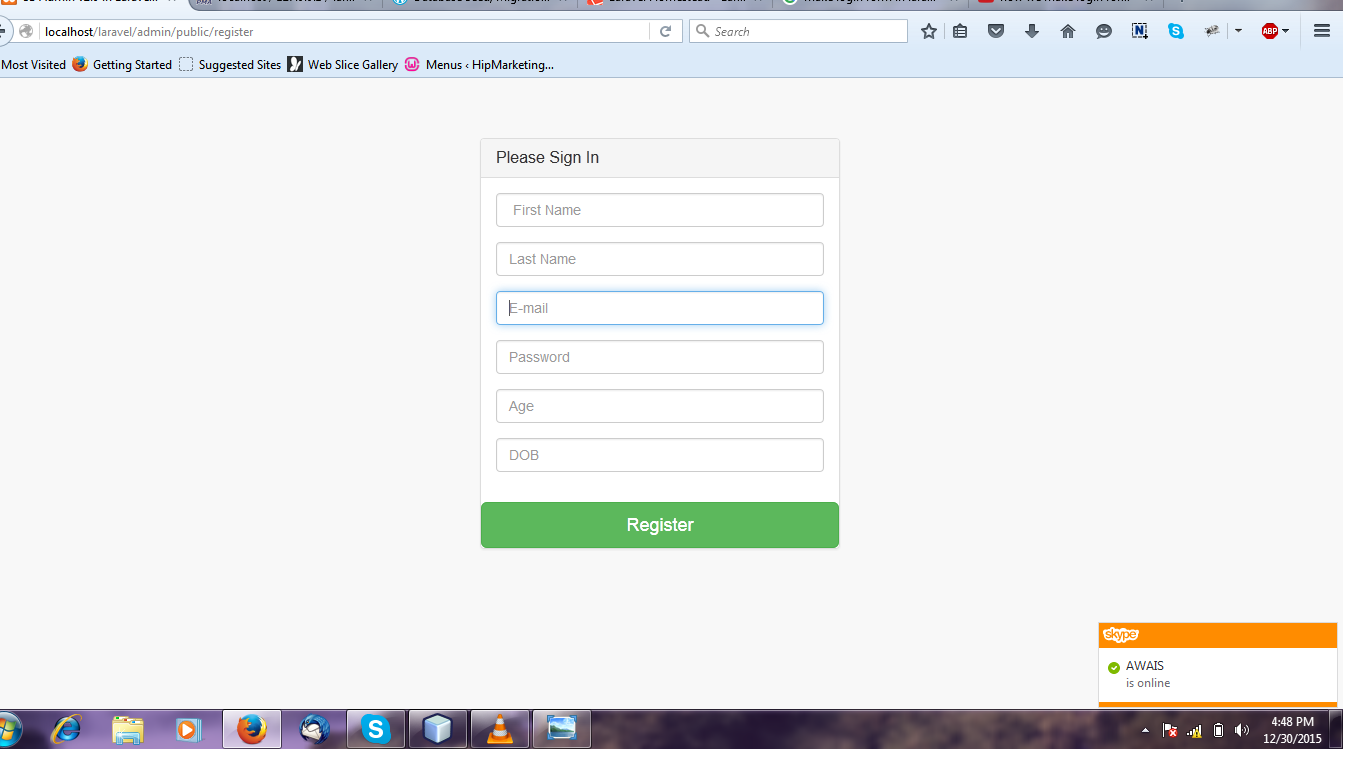 localhost/laravel/admin/public/register
Search
ABP
Most Visited Getting Started Suggested Sites Web Slice Gallery Menus ‹ HipMarketing...
Please Sign In
First Name
Last Name
E-mail
Password
Age
DOB
Register
skype
AWAIS
is online
4:48 PM
12/30/2015